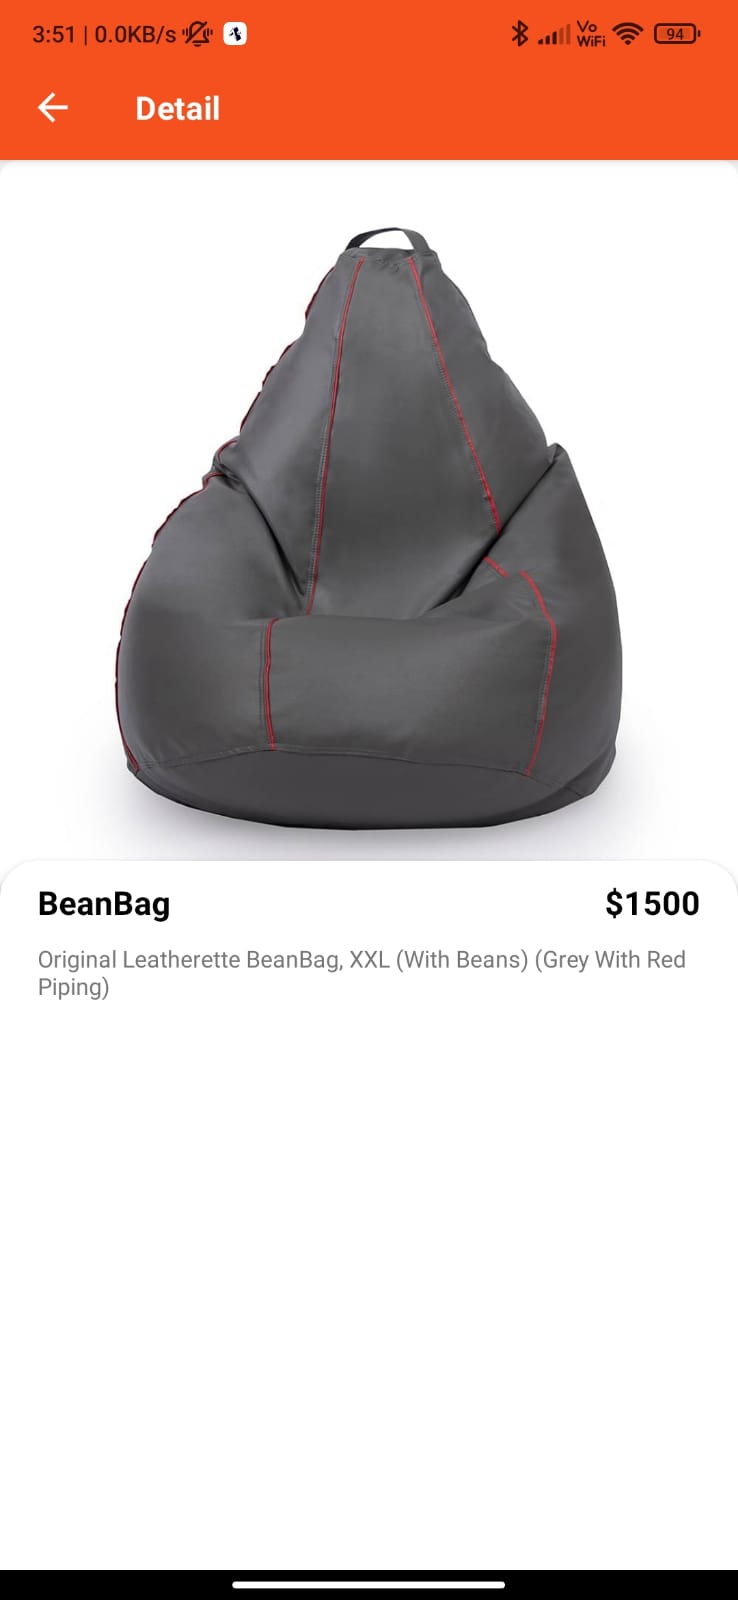 3:51 | 0.0KB/s
Vo
WiFi
94
Detail
BeanBag
$1500
Original Leatherette BeanBag, XXL (With Beans) (Grey With Red
Piping)